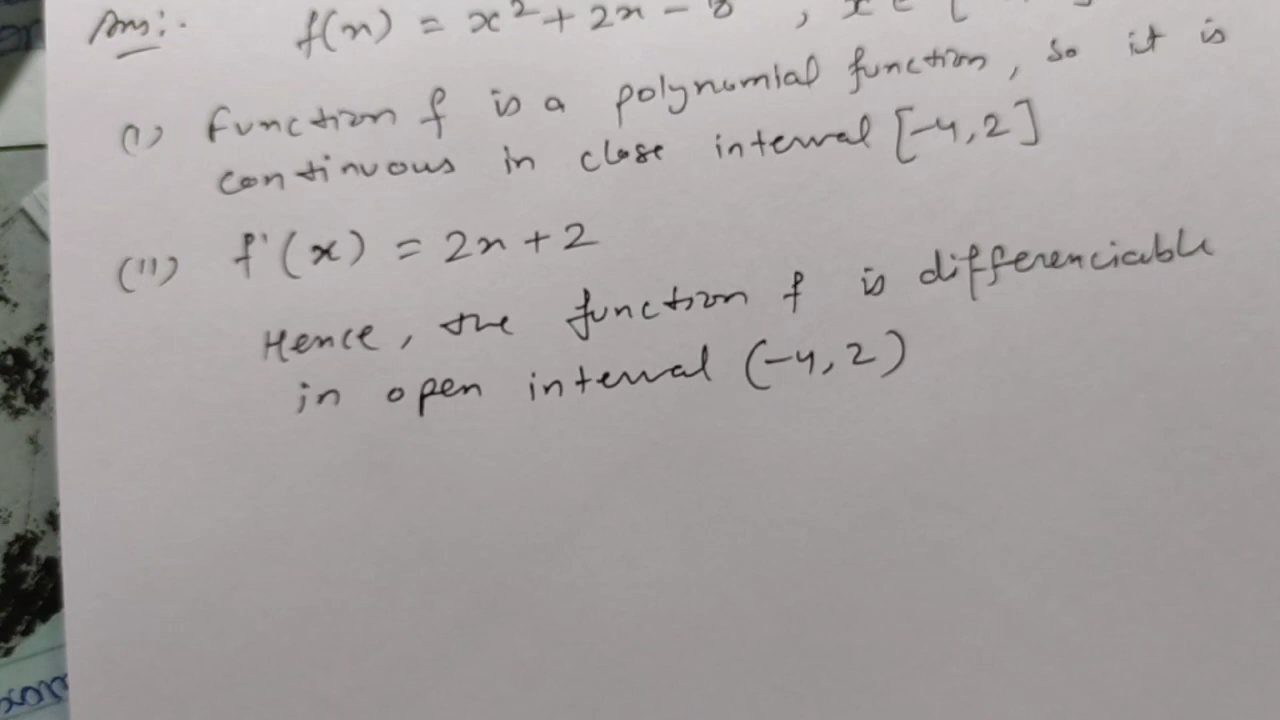 Ans:-
f(x) = x² + 2x - 8 , x ∈ [
(i) Function f is a polynomial function, so it is
continuous in close interval [-4,2]
(ii) f'(x) = 2x + 2
Hence, the function f is differenciable
in open interval (-4,2)